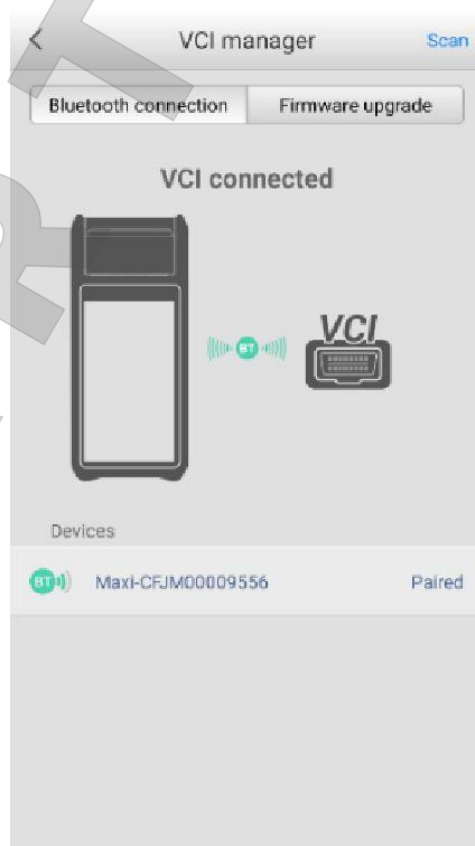 VCI manager Scan
Bluetooth connection Firmware upgrade
VCI connected
BT VCI
Devices
BT Maxi-CFJM00009556 Paired